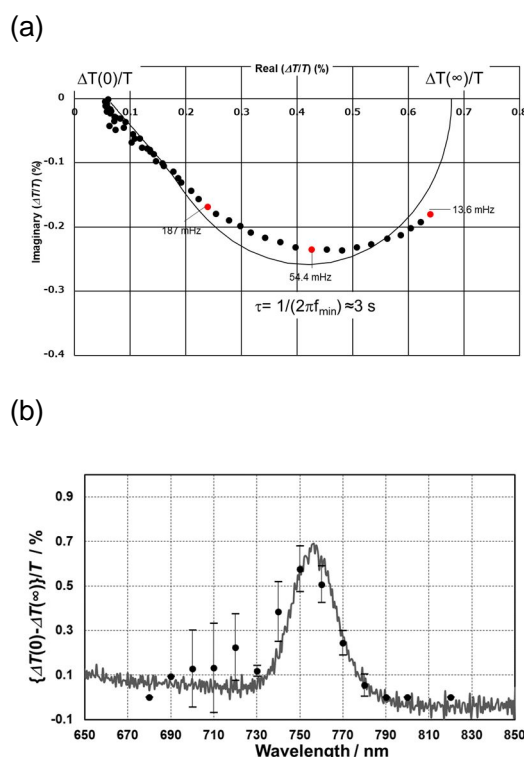 (a)
Real (ΔT/T) (%)
ΔT(0)/T
ΔT(∞)/T
0
0 0.1 0.2 0.3 0.4 0.5 0.6 0.7 0.8
-0.1
-0.2
-0.3
-0.4
Imaginary (ΔT/T) (%)
187 mHz
54.4 mHz
13.6 mHz
τ= 1/(2πf_min) ≈3 s
(b)
{ΔT(0)-ΔT(∞)}/T / %
0.9
0.7
0.5
0.3
0.1
-0.1
650 670 690 710 730 750 770 790 810 830 850
Wavelength / nm